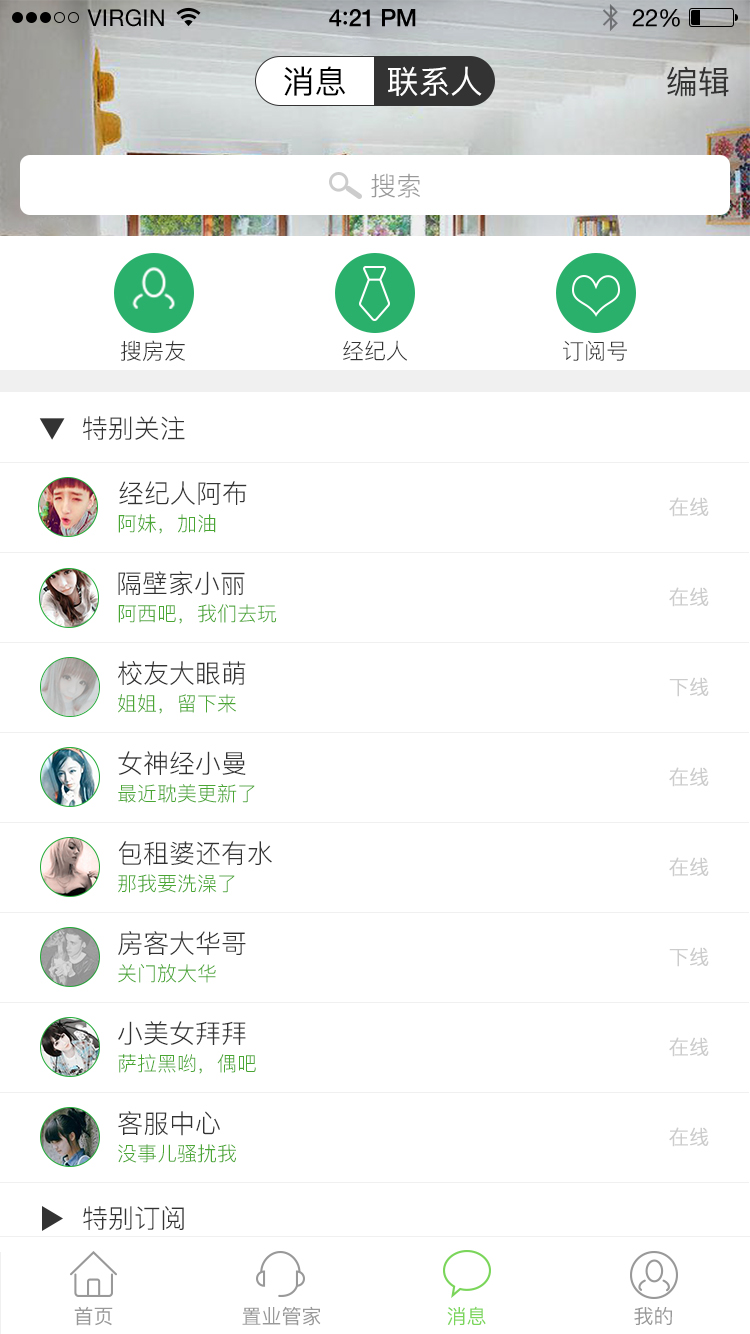 VIRGIN 4:21 PM 22%
消息 联系人 编辑
搜索
搜房友 经纪人 订阅号
特别关注
经纪人阿布
阿妹，加油
在线
隔壁家小丽
阿西吧，我们去玩
在线
校友大眼萌
姐姐，留下来
下线
女神经小曼
最近耽美更新了
在线
包租婆还有水
那我要洗澡了
在线
房客大华哥
关门放大华
下线
小美女拜拜
萨拉黑哟，偶吧
在线
客服中心
没事儿骚扰我
在线
特别订阅
首页 置业管家 消息 我的